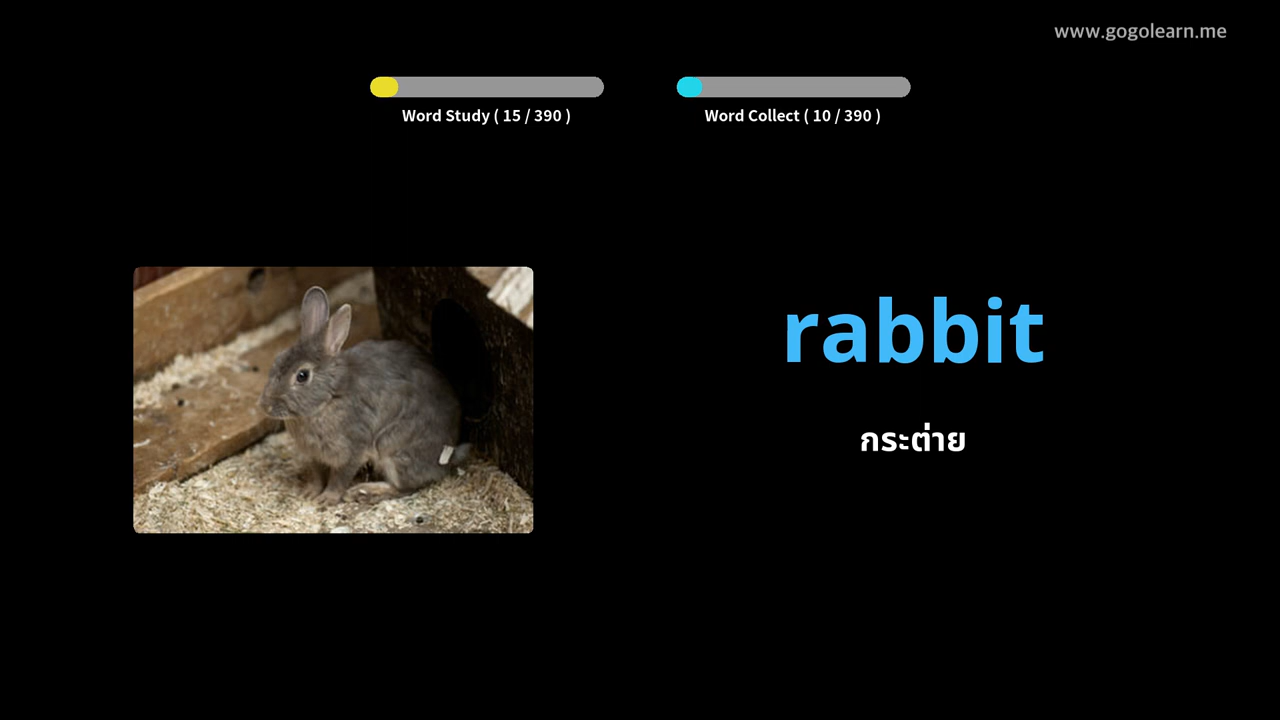 www.gogolearn.me
Word Study ( 15 / 390 )
Word Collect ( 10 / 390 )
rabbit
กระต่าย